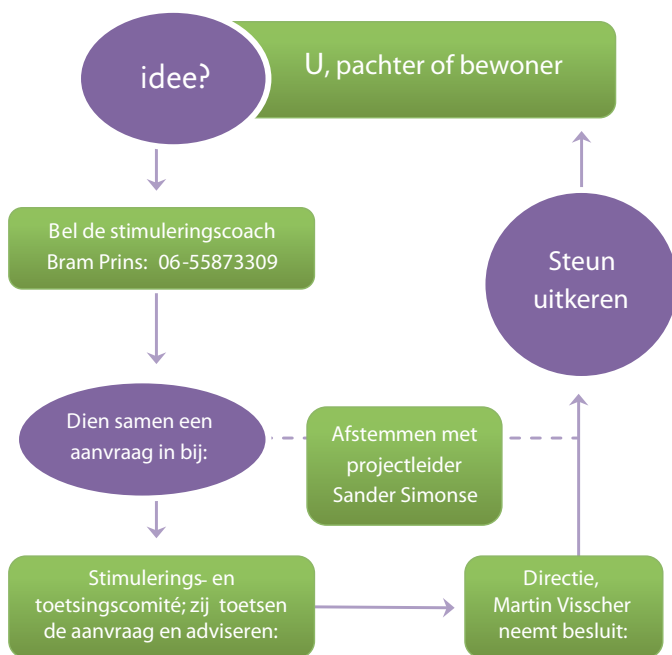 idee?
U, pachter of bewoner
Bel de stimuleringscoach
Bram Prins: 06-55873309
Steun
uitkeren
Dien samen een
aanvraag in bij:
Afstemmen met
projectleider
Sander Simonse
Stimulerings- en
toetsingscomité; zij toetsen
de aanvraag en adviseren:
Directie,
Martin Visscher
neemt besluit: